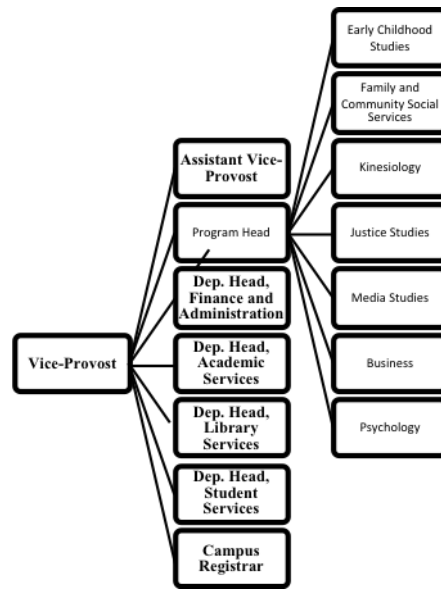 Early Childhood
Studies
Family and
Community Social
Services
Assistant Vice-
Provost
Kinesiology
Program Head
Justice Studies
Dep. Head,
Finance and
Administration
Media Studies
Vice-Provost
Dep. Head,
Academic
Services
Business
Dep. Head,
Library
Services
Psychology
Dep. Head,
Student
Services
Campus
Registrar